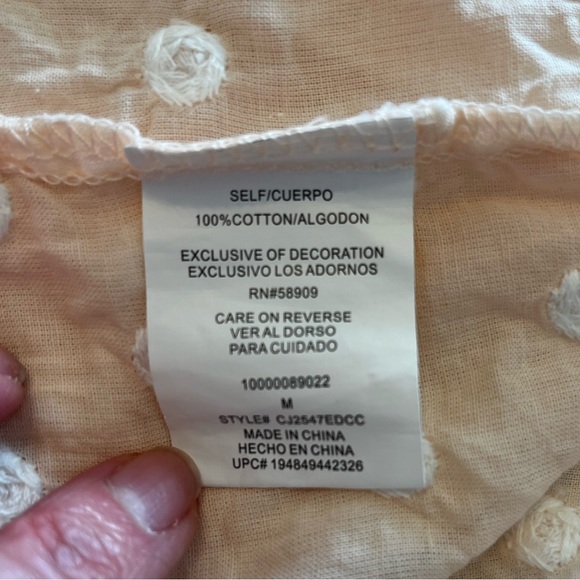 SELF/CUERPO
100%COTTON/ALGODON
EXCLUSIVE OF DECORATION
EXCLUSIVO LOS ADORNOS
RN#58909
CARE ON REVERSE
VER AL DORSO
PARA CUIDADO
10000089022
M
STYLE# CJ2547EDCC
MADE IN CHINA
HECHO EN CHINA
UPC# 194849442326